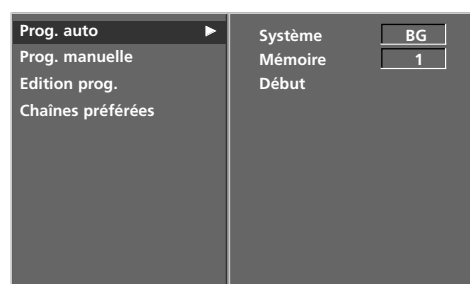 Prog. auto ►
Prog. manuelle
Edition prog.
Chaînes préférées
Système BG
Mémoire 1
Début